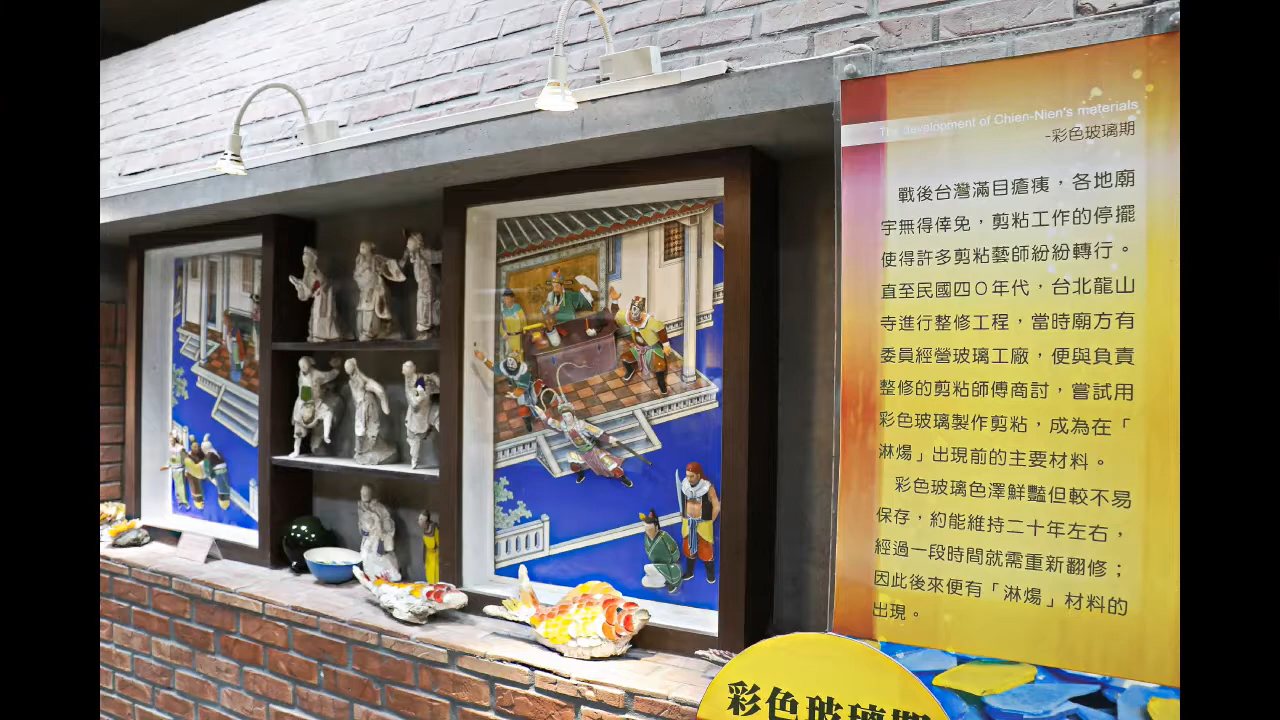 The development of Chien-Nien's materials
-彩色玻璃期
戰後台灣滿目瘡痍，各地廟
宇無得倖免，剪粘工作的停擺
使得許多剪粘藝師紛紛轉行。
直至民國四〇年代，台北龍山
寺進行整修工程，當時廟方有
委員經營玻璃工廠，便與負責
整修的剪粘師傅商討，嘗試用
彩色玻璃製作剪粘，成為在「
淋燙」出現前的主要材料。
彩色玻璃色澤鮮豔但較不易
保存，約能維持二十年左右，
經過一段時間就需重新翻修；
因此後來便有「淋燙」材料的
出現。
彩色玻璃期